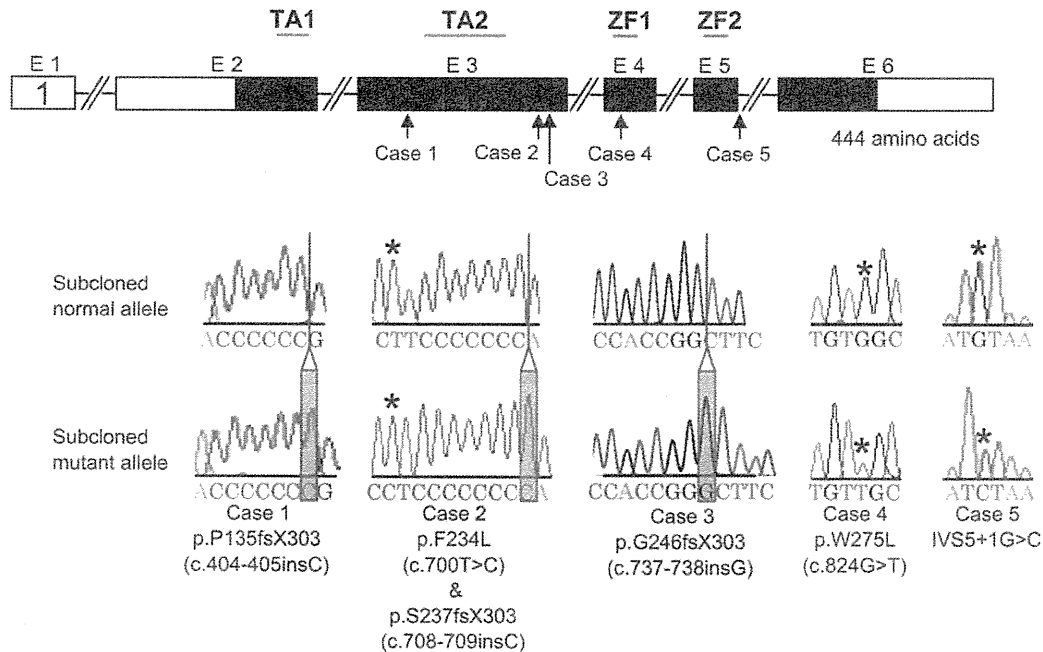 TA1 TA2 ZF1 ZF2
E 1 E 2 E 3 E 4 E 5 E 6
1
Case 1 Case 2 Case 4 Case 5 444 amino acids
Case 3
Subcloned
normal allele
* * *
ACCCCCCG CTTCCCCCCCCA CCACCGGCTTC TGTGGC ATGTAA
Subcloned
mutant allele
* * *
ACCCCCCCG CCTCCCCCCCCA CCACCGGGCTTC TGTTGC ATCTAA
Case 1 Case 2 Case 3 Case 4 Case 5
p.P135fsX303 p.F234L p.G246fsX303 p.W275L IVS5+1G>C
(c.404-405insC) (c.700T>C) (c.737-738insG) (c.824G>T)
&
p.S237fsX303
(c.708-709insC)